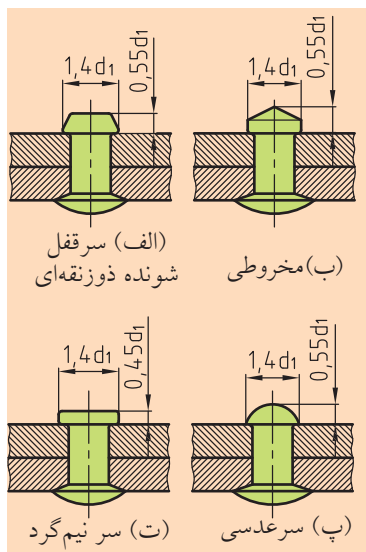 1,4d1
0,55d1
(الف) سرقفل
شونده ذوزنقه‌ای
1,4d1
0,55d1
(ب)مخروطی
1,4d1
0,45d1
(ت) سر نیم‌گرد
1,4d1
0,55d1
(پ) سرعدسی